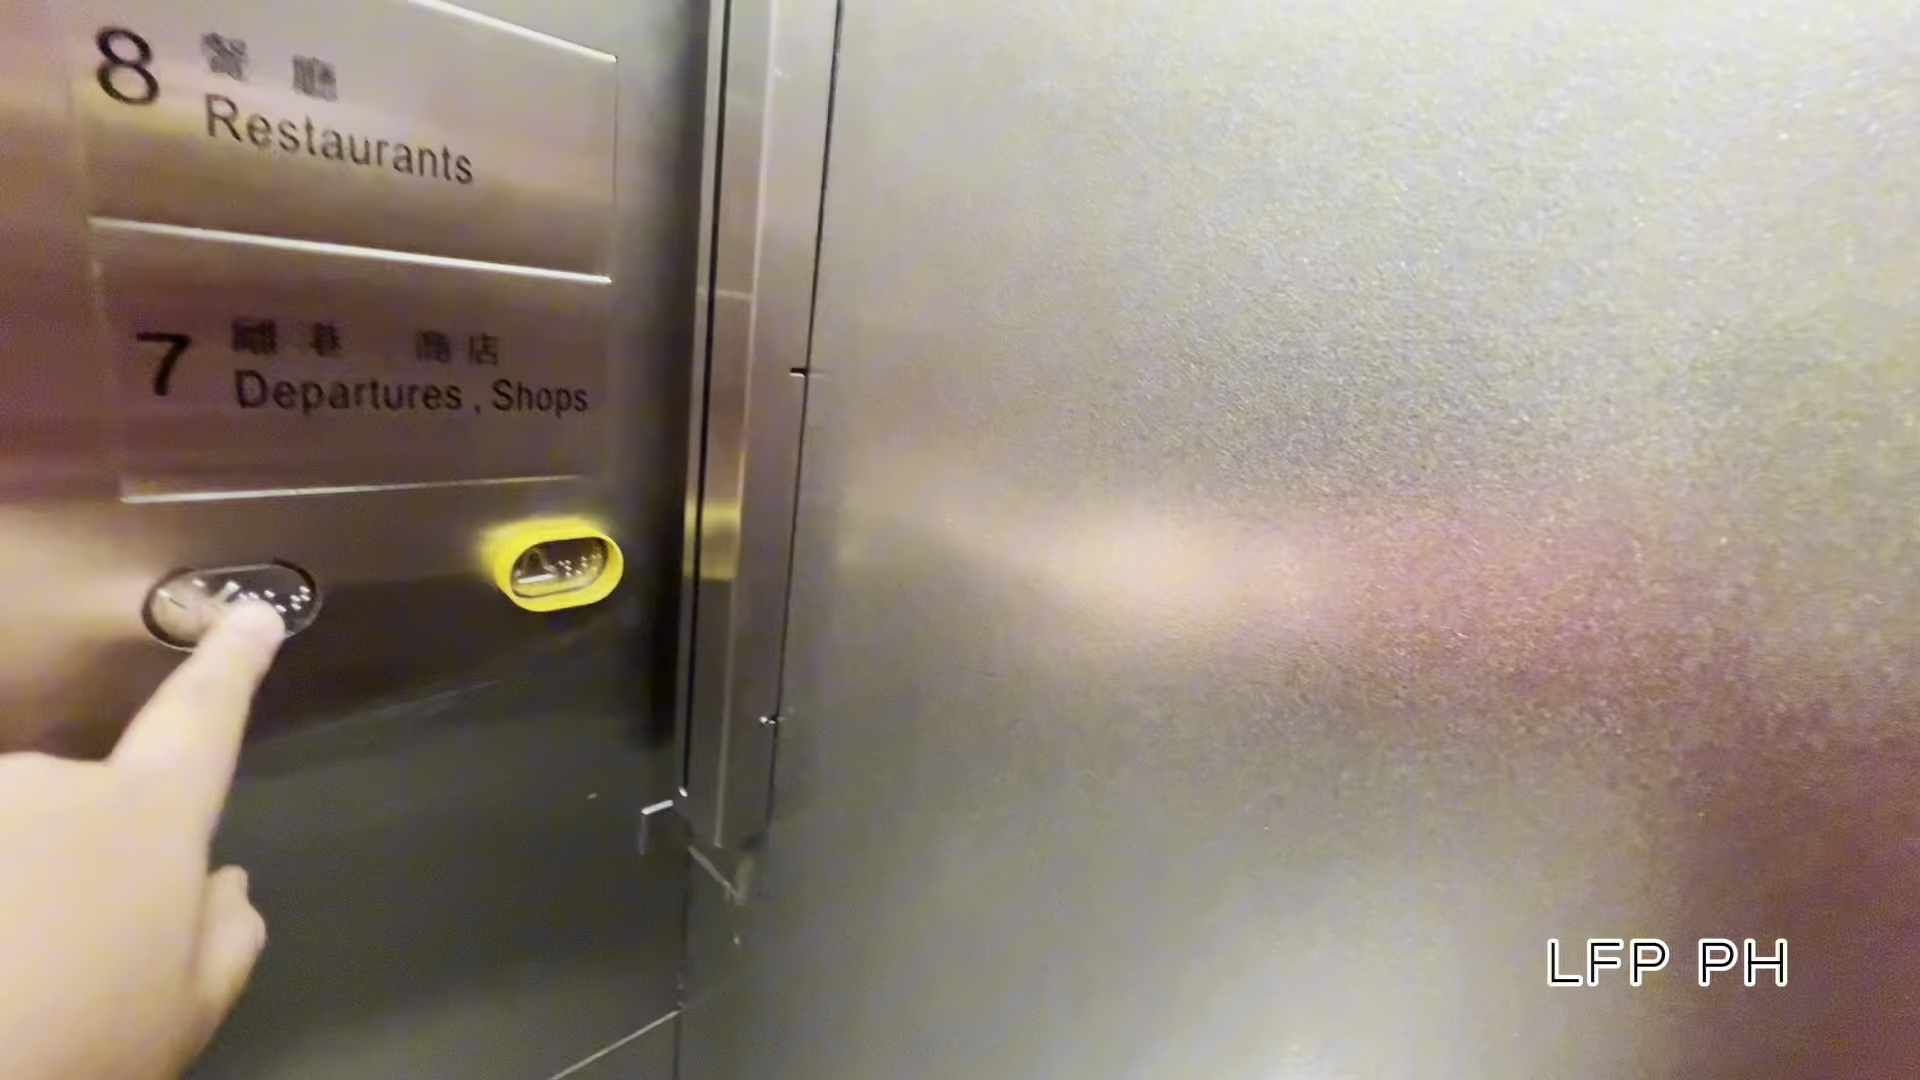 8 餐廳
Restaurants
7 離港 商店
Departures, Shops
LFP PH